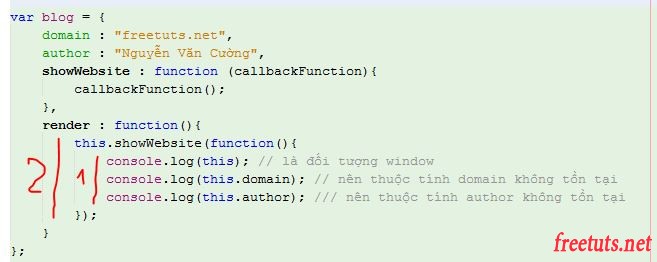 var blog = {
domain : "freetuts.net",
author : "Nguyễn Văn Cường",
showWebsite : function (callbackFunction){
callbackFunction();
},
render : function(){
this.showWebsite(function(){
console.log(this); // là đối tượng window
console.log(this.domain); // nên thuộc tính domain không tồn tại
console.log(this.author); /// nên thuộc tính author không tồn tại
});
}
};
2
1
freetuts.net